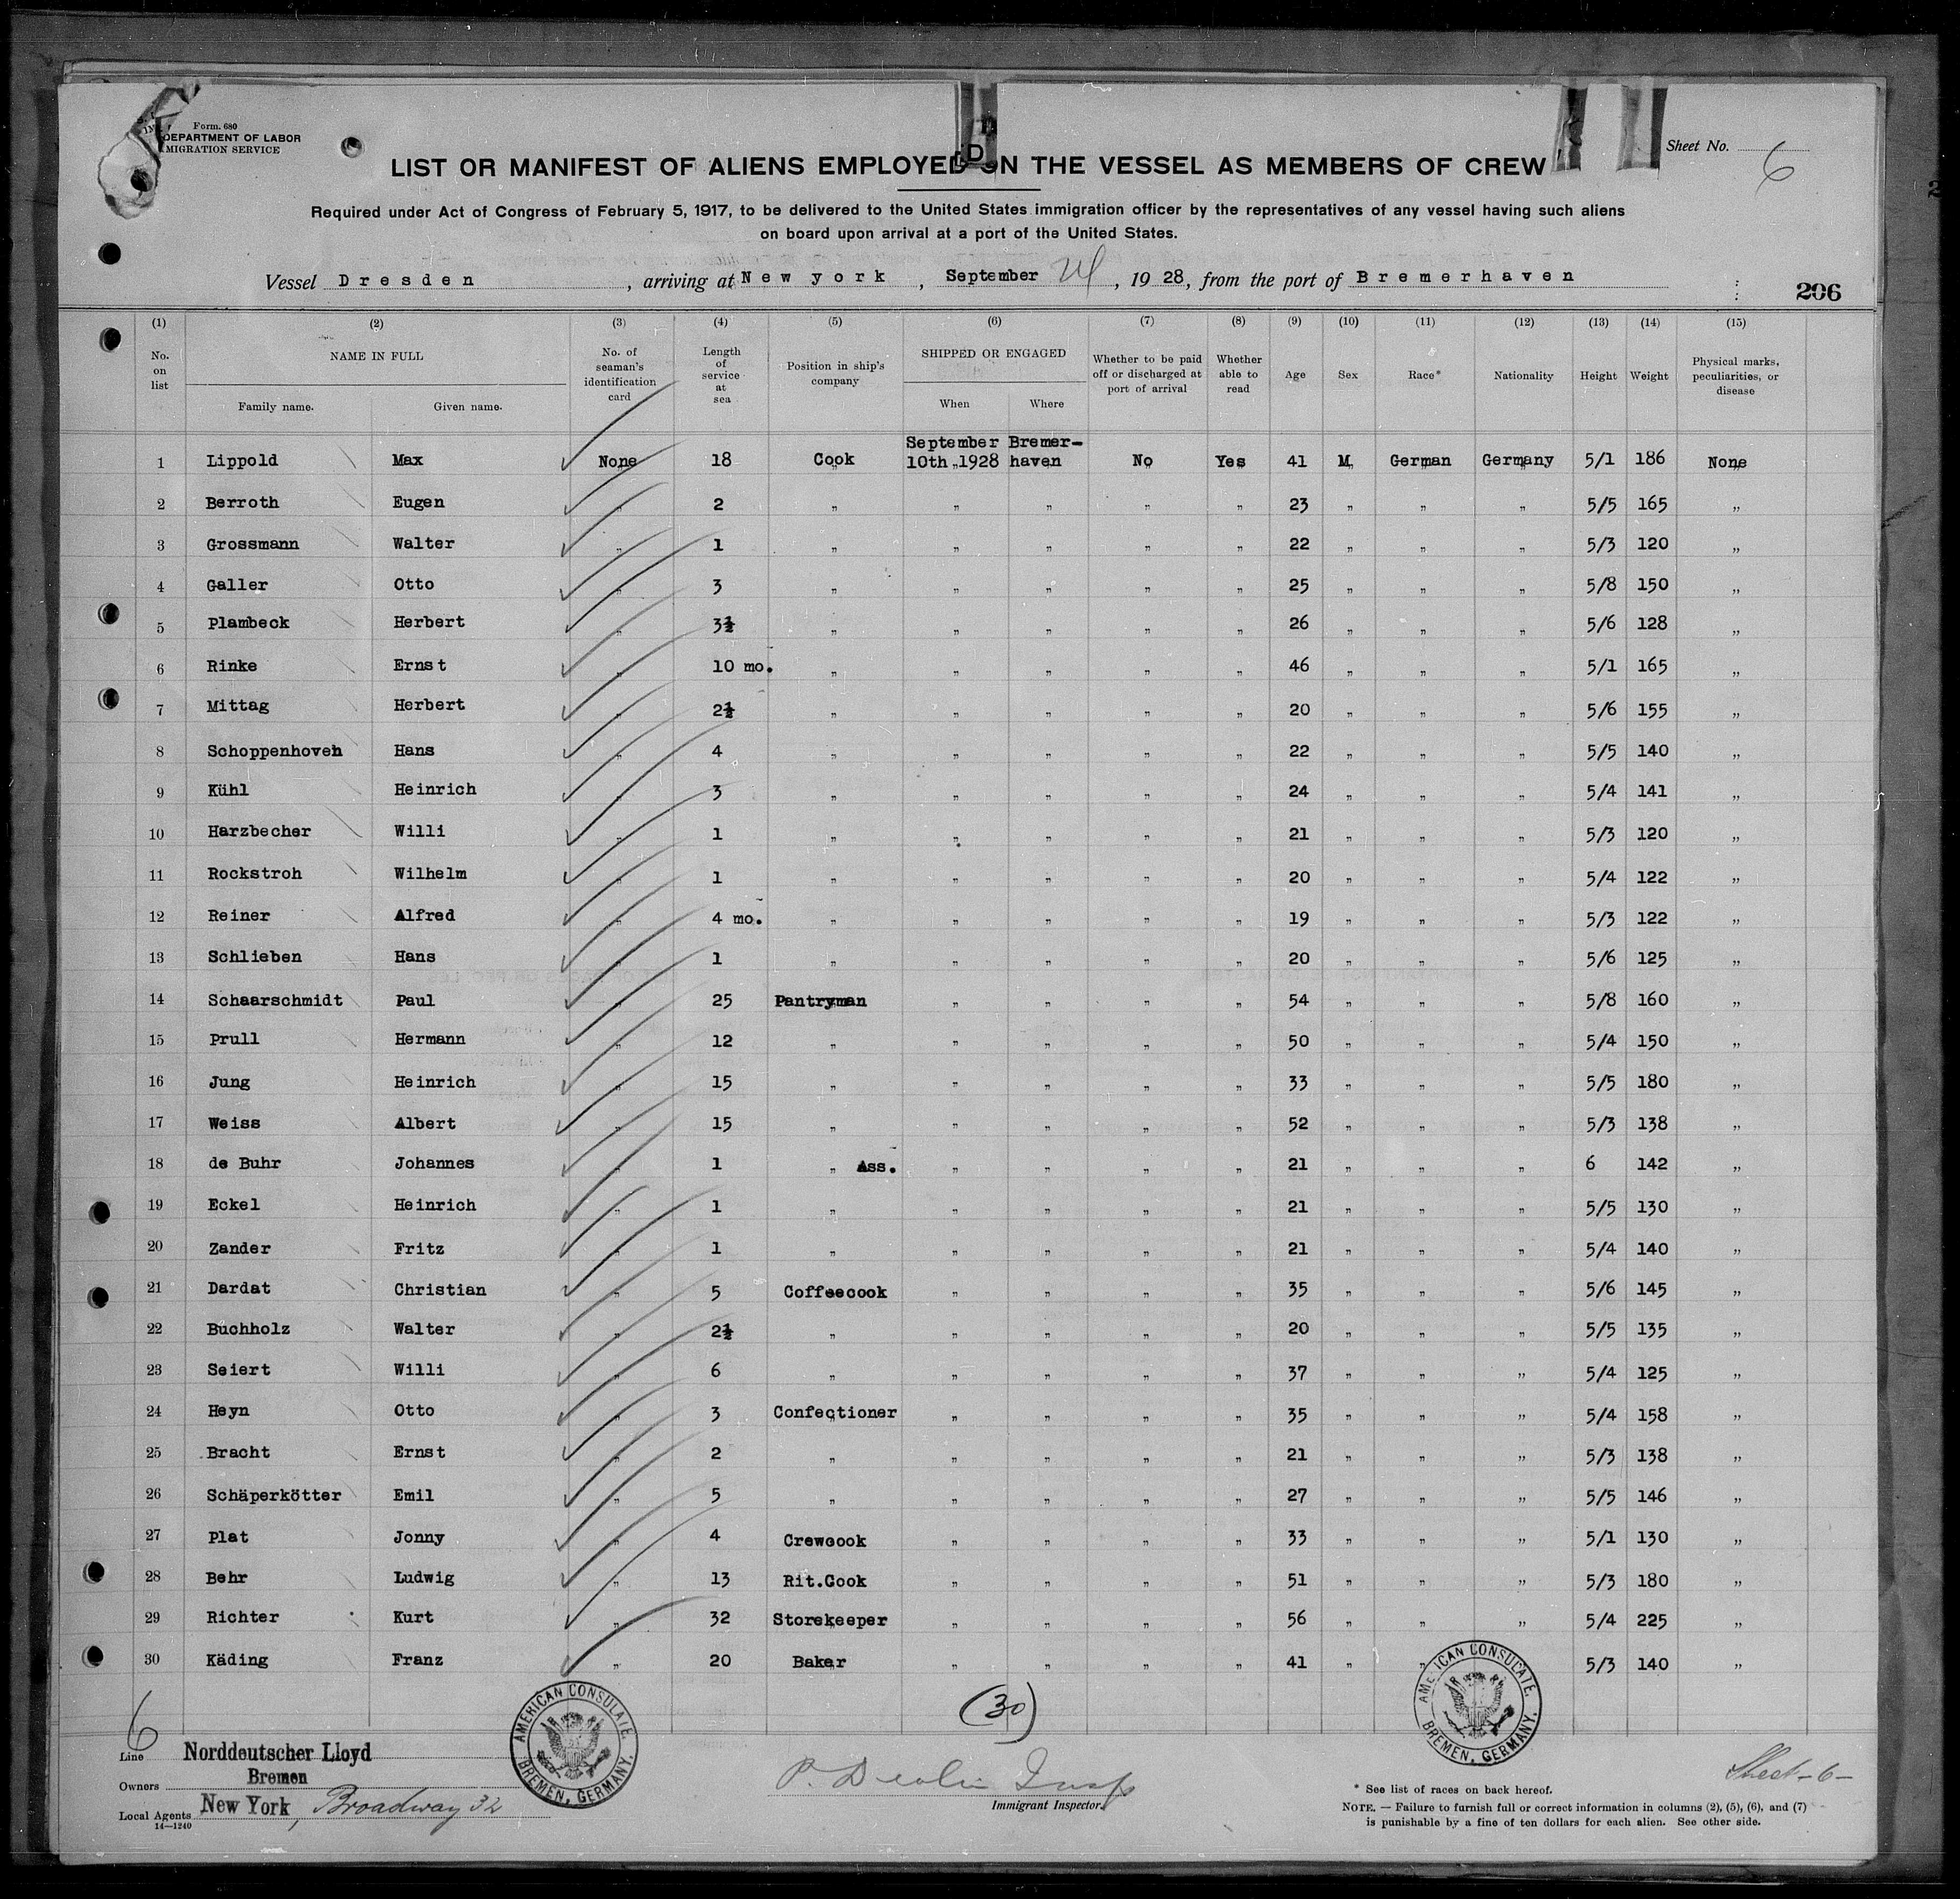 Form. 680
DEPARTMENT OF LABOR
MIGRATION SERVICE
Sheet No. 6
LIST OR MANIFEST OF ALIENS EMPLOYED ON THE VESSEL AS MEMBERS OF CREW
Required under Act of Congress of February 5, 1917, to be delivered to the United States immigration officer by the representatives of any vessel having such aliens
on board upon arrival at a port of the United States.
Vessel Dresden, arriving at New york, September, 1928, from the port of Bremerhaven
206
(1) (2) (3) (4) (5) (6) (7) (8) (9) (10) (11) (12) (13) (14) (15)
No. on list NAME IN FULL Family name. Given name. No. of seaman's identification card Length of service at sea Position in ship's company SHIPPED OR ENGAGED When Where Whether to be paid off or discharged at port of arrival Whether able to read Age Sex Race* Nationality Height Weight Physical marks, peculiarities, or disease
1 Lippold Max None 18 Cook September 10th 1928 Bremer-haven No Yes 41 M German Germany 5/1 186 None
2 Berroth Eugen " 2 " " " " " 23 " " " 5/5 165 "
3 Grossmann Walter " 1 " " " " " 22 " " " 5/3 120 "
4 Galler Otto " 3 " " " " " 25 " " " 5/8 150 "
5 Plambeck Herbert " 3½ " " " " " 26 " " " 5/6 128 "
6 Rinke Ernst " 10 mo. " " " " " 46 " " " 5/1 165 "
7 Mittag Herbert " 2½ " " " " " 20 " " " 5/6 155 "
8 Schoppenhoven Hans " 4 " " " " " 22 " " " 5/5 140 "
9 Kühl Heinrich " 3 " " " " " 24 " " " 5/4 141 "
10 Harzbecher Willi " 1 " " " " " 21 " " " 5/3 120 "
11 Rockstroh Wilhelm " 1 " " " " " 20 " " " 5/4 122 "
12 Reiner Alfred " 4 mo. " " " " " 19 " " " 5/3 122 "
13 Schlieben Hans " 1 " " " " " 20 " " " 5/6 125 "
14 Schaarschmidt Paul " 25 Pantryman " " " " 54 " " " 5/8 160 "
15 Prull Hermann " 12 " " " " " 50 " " " 5/4 150 "
16 Jung Heinrich " 15 " " " " " 33 " " " 5/5 180 "
17 Weiss Albert " 15 " " " " " 52 " " " 5/3 138 "
18 de Buhr Johannes " 1 " Ass. " " " " 21 " " " 6 142 "
19 Eckel Heinrich " 1 " " " " " 21 " " " 5/5 130 "
20 Zander Fritz " 1 " " " " " 21 " " " 5/4 140 "
21 Dardat Christian " 5 Coffeecook " " " " 35 " " " 5/6 145 "
22 Buchholz Walter " 2½ " " " " " 20 " " " 5/5 135 "
23 Seiert Willi " 6 " " " " " 37 " " " 5/4 125 "
24 Heyn Otto " 3 Confectioner " " " " 35 " " " 5/4 158 "
25 Bracht Ernst " 2 " " " " " 21 " " " 5/3 138 "
26 Schäperkötter Emil " 5 " " " " " 27 " " " 5/5 146 "
27 Plat Jonny " 4 Crewcook " " " " 33 " " " 5/1 130 "
28 Behr Ludwig " 13 Rit.Cook " " " " 51 " " " 5/3 180 "
29 Richter Kurt " 32 Storekeeper " " " " 56 " " " 5/4 225 "
30 Käding Franz " 20 Baker " " " " 41 " " " 5/3 140 "
(30)
6
Line Norddeutscher Lloyd
Owners Bremen
Local Agents New York, Broadway 32
14—1240
AMERICAN CONSULATE, BREMEN, GERMANY.
P. Devlin Insp
Immigrant Inspector.
AMERICAN CONSULATE, BREMEN, GERMANY.
Sheet-6-
* See list of races on back hereof.
NOTE. — Failure to furnish full or correct information in columns (2), (5), (6), and (7)
is punishable by a fine of ten dollars for each alien. See other side.